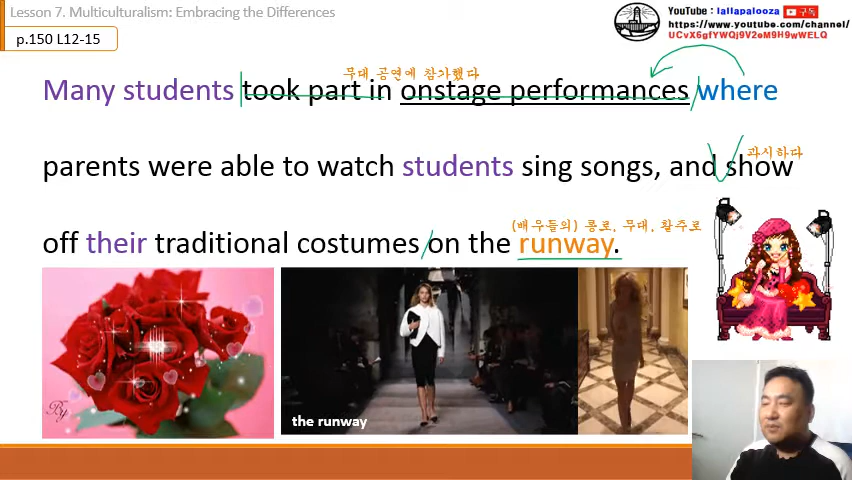 Lesson 7. Multiculturalism: Embracing the Differences
p.150 L12-15
YouTube : lallapalooza 구독
https://www.youtube.com/channel/
UCvX6gfYWQj9V2eM9H9wWELQ
무대 공연에 참가했다
Many students took part in onstage performances where
과시하다
parents were able to watch students sing songs, and show
(배우들의) 통로, 무대, 활주로
off their traditional costumes on the runway.
By
the runway